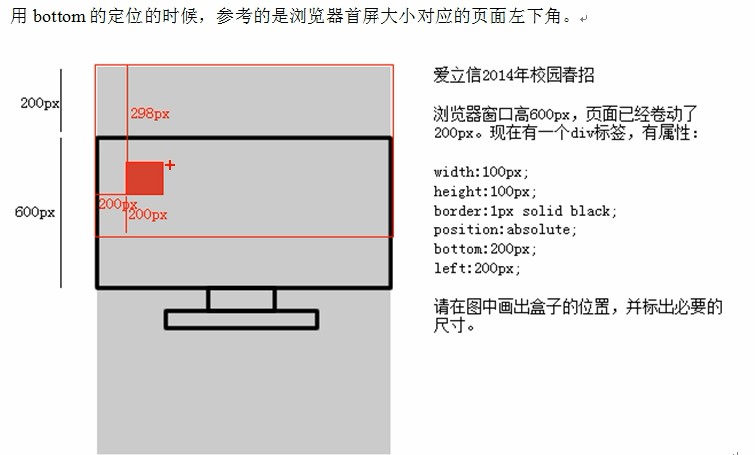 用 bottom 的定位的时候，参考的是浏览器首屏大小对应的页面左下角。
爱立信2014年校园春招
200px
298px
浏览器窗口高600px，页面已经卷动了
200px。现在有一个div标签，有属性：
width:100px;
200px
height:100px;
600px
200px
border:1px solid black;
position:absolute;
bottom:200px;
left:200px;
请在图中画出盒子的位置，并标出必要的
尺寸。